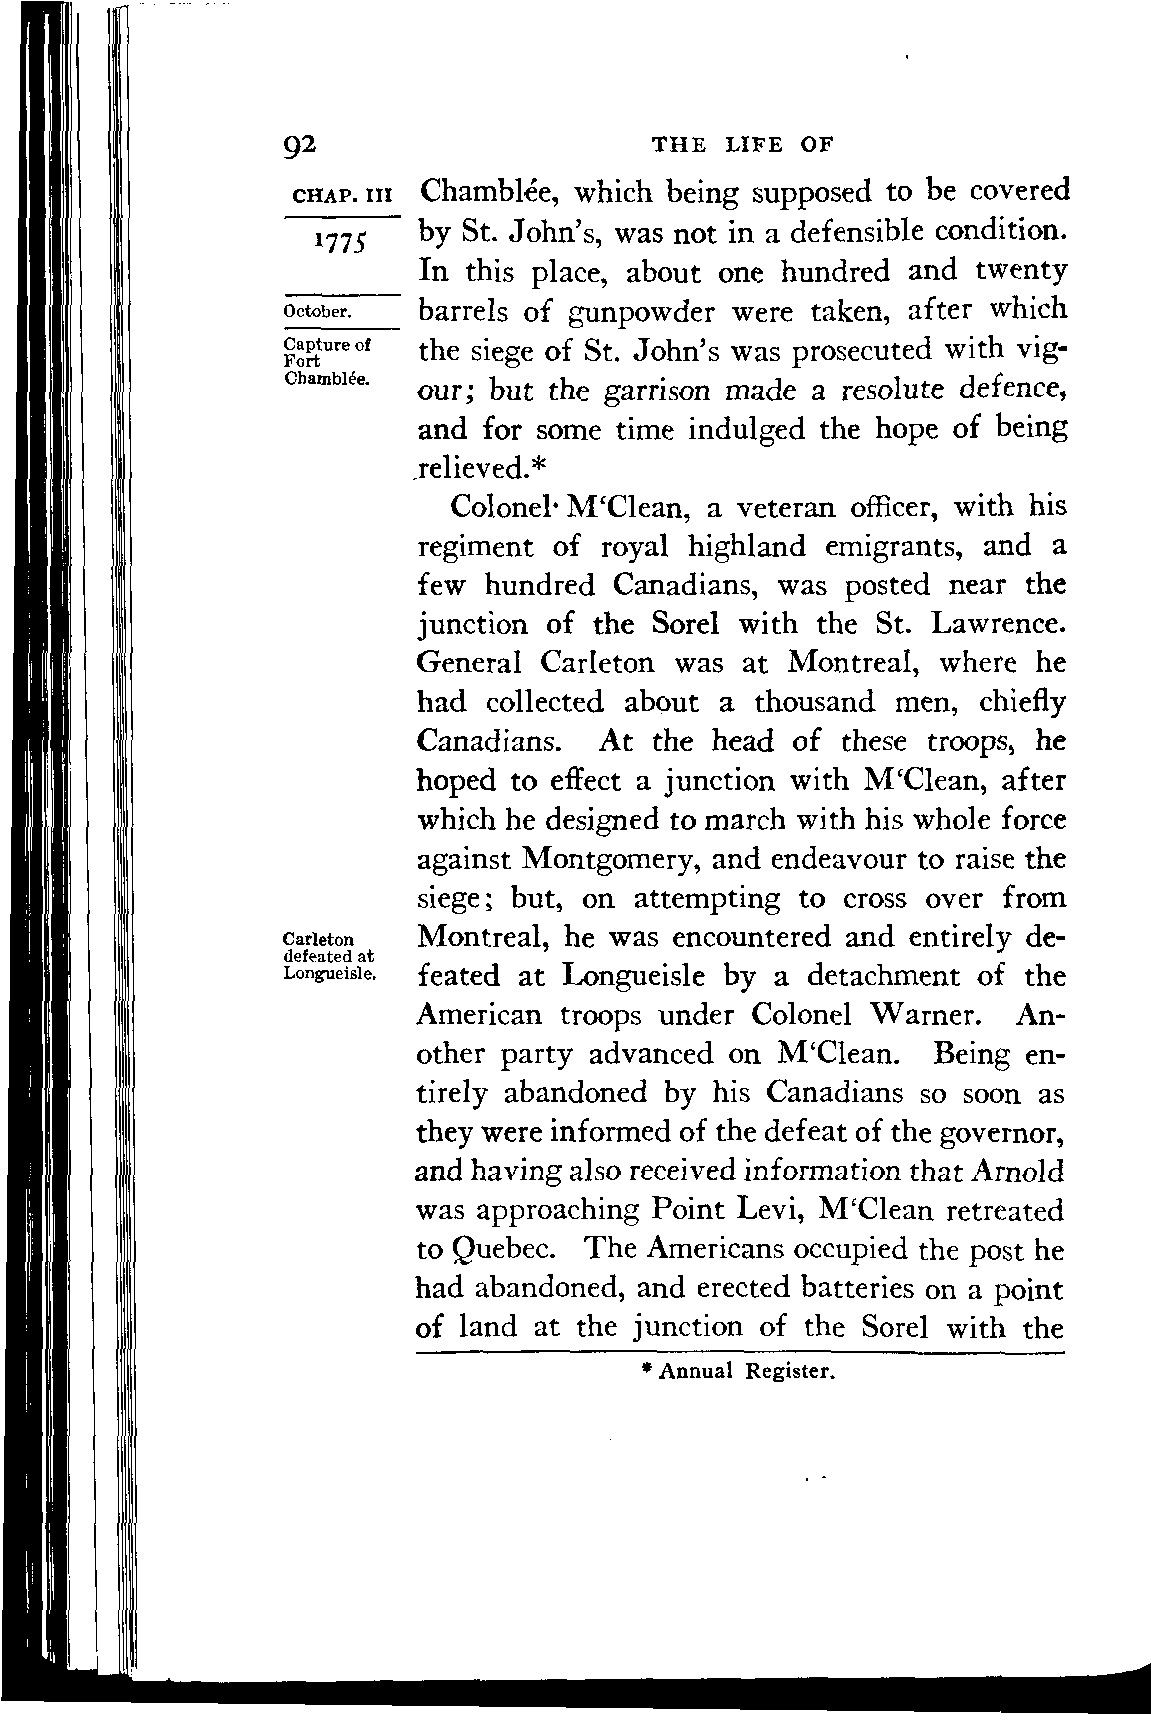 92 THE LIFE OF
CHAP. III
1775
October.
Capture of
Fort
Chamblée.
Chamblée, which being supposed to be covered
by St. John’s, was not in a defensible condition.
In this place, about one hundred and twenty
barrels of gunpowder were taken, after which
the siege of St. John’s was prosecuted with vig-
our; but the garrison made a resolute defence,
and for some time indulged the hope of being
relieved.*
Colonel M‘Clean, a veteran officer, with his
regiment of royal highland emigrants, and a
few hundred Canadians, was posted near the
junction of the Sorel with the St. Lawrence.
General Carleton was at Montreal, where he
had collected about a thousand men, chiefly
Canadians. At the head of these troops, he
hoped to effect a junction with M‘Clean, after
which he designed to march with his whole force
against Montgomery, and endeavour to raise the
siege; but, on attempting to cross over from
Carleton
defeated at
Longueisle.
Montreal, he was encountered and entirely de-
feated at Longueisle by a detachment of the
American troops under Colonel Warner. An-
other party advanced on M‘Clean. Being en-
tirely abandoned by his Canadians so soon as
they were informed of the defeat of the governor,
and having also received information that Arnold
was approaching Point Levi, M‘Clean retreated
to Quebec. The Americans occupied the post he
had abandoned, and erected batteries on a point
of land at the junction of the Sorel with the
* Annual Register.